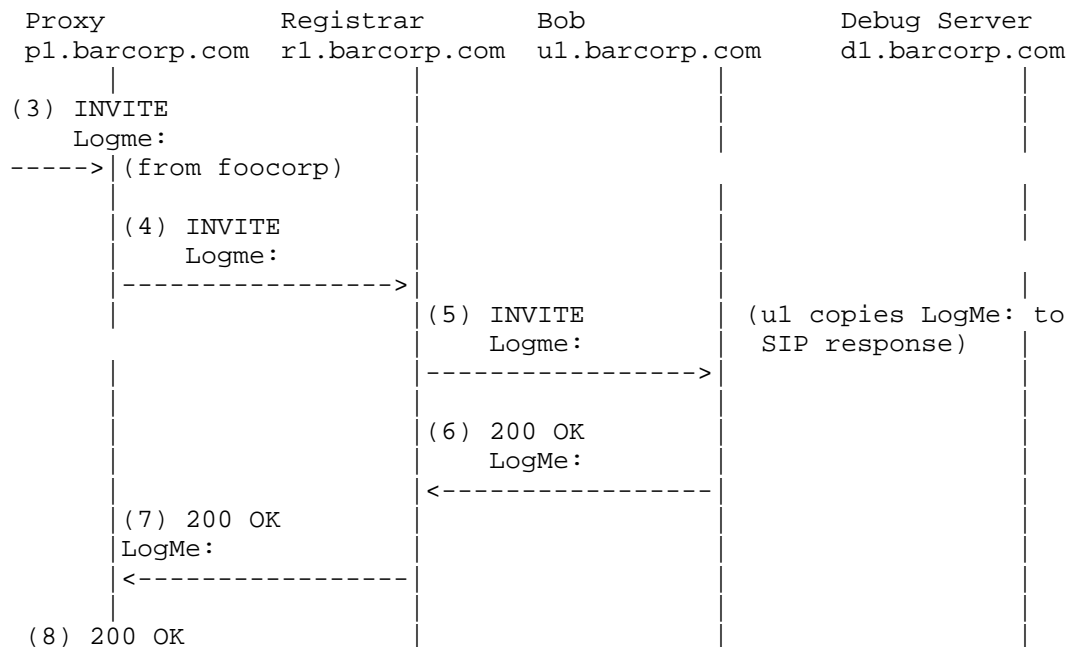 Proxy Registrar Bob Debug Server
p1.barcorp.com r1.barcorp.com u1.barcorp.com d1.barcorp.com
(3) INVITE
Logme:
----->|(from foocorp)
(4) INVITE
Logme:
|----------------->|
(5) INVITE (u1 copies LogMe: to
Logme: SIP response)
|----------------->|
(6) 200 OK
LogMe:
|<-----------------|
(7) 200 OK
LogMe:
|<-----------------|
(8) 200 OK